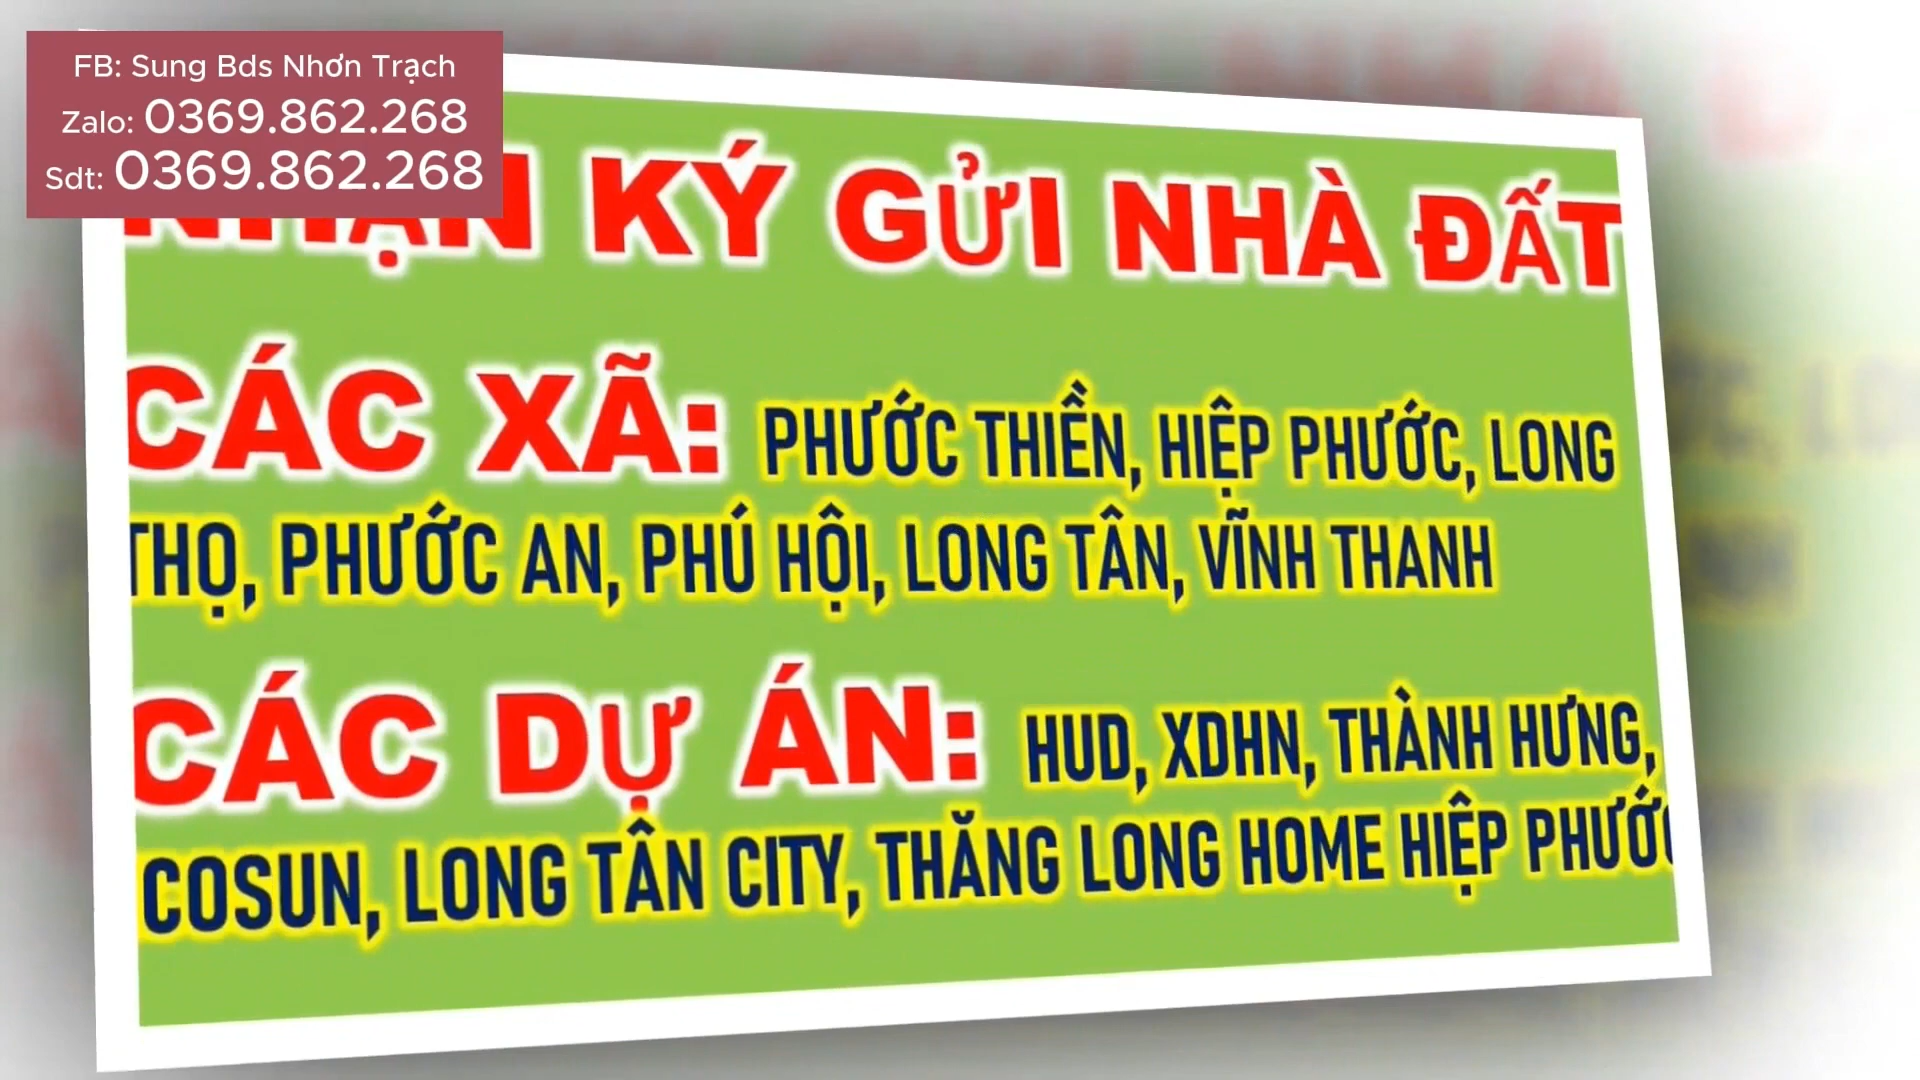 FB: Sung Bds Nhơn Trạch
Zalo: 0369.862.268
Sdt: 0369.862.268
NHẬN KÝ GỬI NHÀ ĐẤT
CÁC XÃ: PHƯỚC THIỀN, HIỆP PHƯỚC, LONG
THỌ, PHƯỚC AN, PHÚ HỘI, LONG TÂN, VĨNH THANH
CÁC DỰ ÁN: HUD, XDHN, THÀNH HƯNG,
COSUN, LONG TÂN CITY, THĂNG LONG HOME HIỆP PHƯỚC